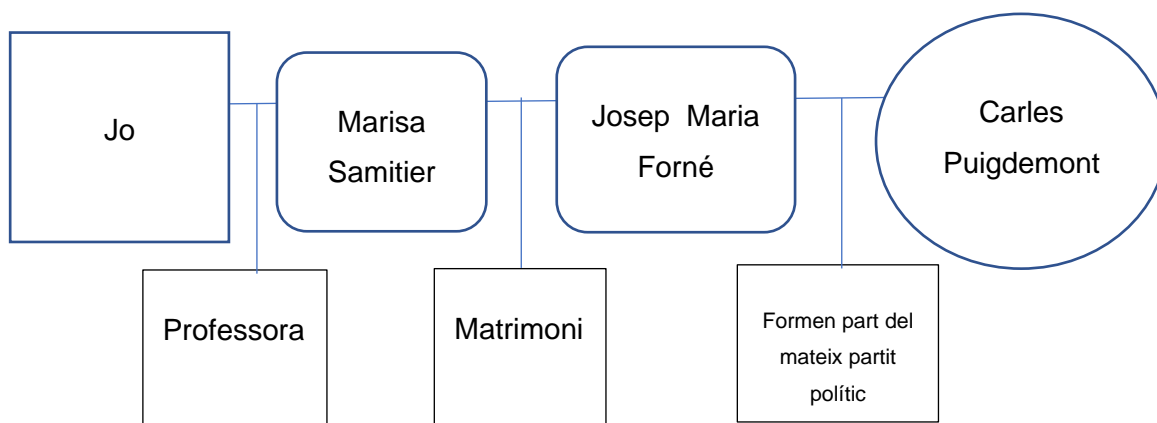 Jo
Marisa
Samitier
Josep Maria
Forné
Carles
Puigdemont
Professora
Matrimoni
Formen part del
mateix partit
polític